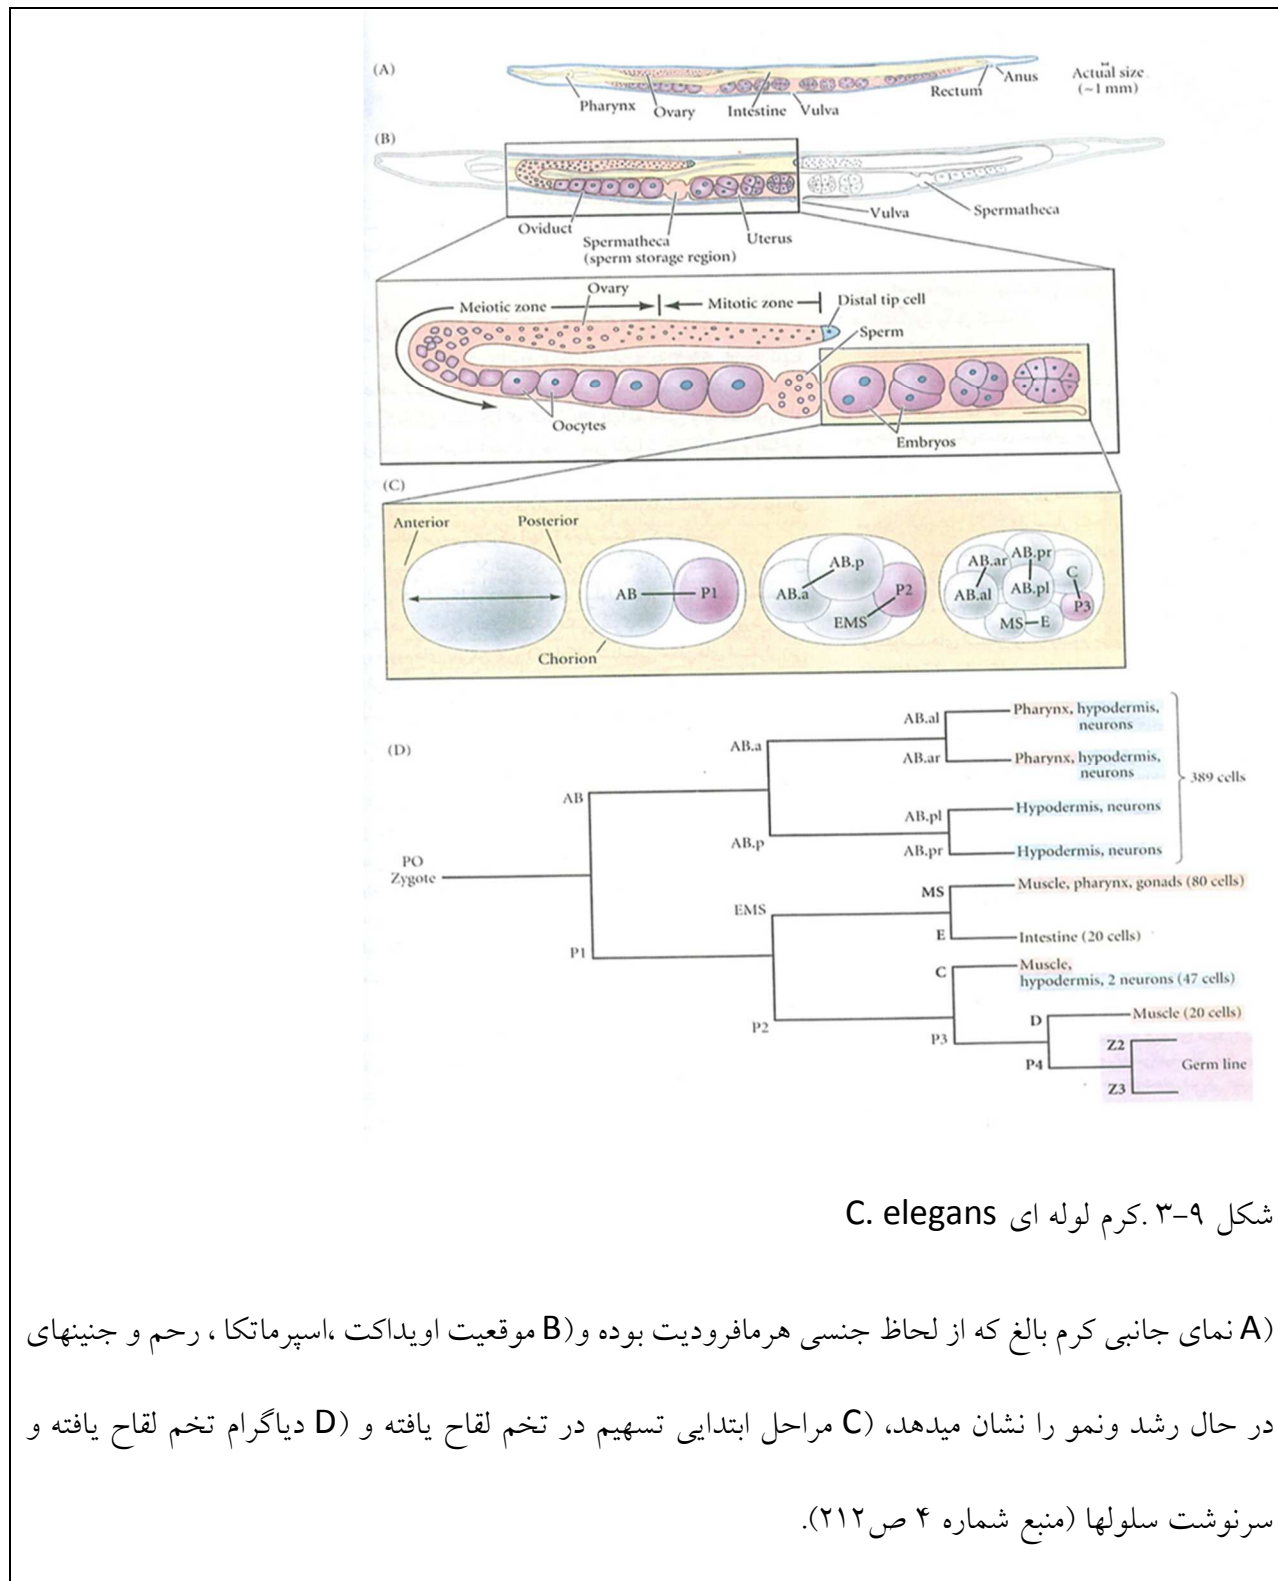 (A)
Pharynx
Ovary
Intestine
Vulva
Rectum
Anus
Actual size
(~1 mm)
(B)
Oviduct
Spermatheca
(sperm storage region)
Uterus
Vulva
Spermatheca
Ovary
Meiotic zone
Mitotic zone
Distal tip cell
Sperm
Oocytes
Embryos
(C)
Anterior
Posterior
AB
P1
Chorion
AB.p
AB.a
P2
EMS
AB.ar
AB.pr
C
AB.al
AB.pl
P3
MS
E
(D)
PO
Zygote
AB
P1
AB.a
AB.p
EMS
P2
AB.al
AB.ar
AB.pl
AB.pr
MS
E
C
P3
D
P4
Z2
Z3
Pharynx, hypodermis,
neurons
Pharynx, hypodermis,
neurons
Hypodermis, neurons
Hypodermis, neurons
389 cells
Muscle, pharynx, gonads (80 cells)
Intestine (20 cells)
Muscle,
hypodermis, 2 neurons (47 cells)
Muscle (20 cells)
Germ line
شکل ۹-۳ .کرم لوله ای C. elegans
(A نمای جانبی کرم بالغ که از لحاظ جنسی هرمافرودیت بوده و(B موقعیت اویداکت ،اسپرماتکا ، رحم و جنینهای
در حال رشد ونمو را نشان میدهد، (C مراحل ابتدایی تسهیم در تخم لقاح یافته و (D دیاگرام تخم لقاح یافته و
سرنوشت سلولها (منبع شماره ۴ ص۲۱۲).